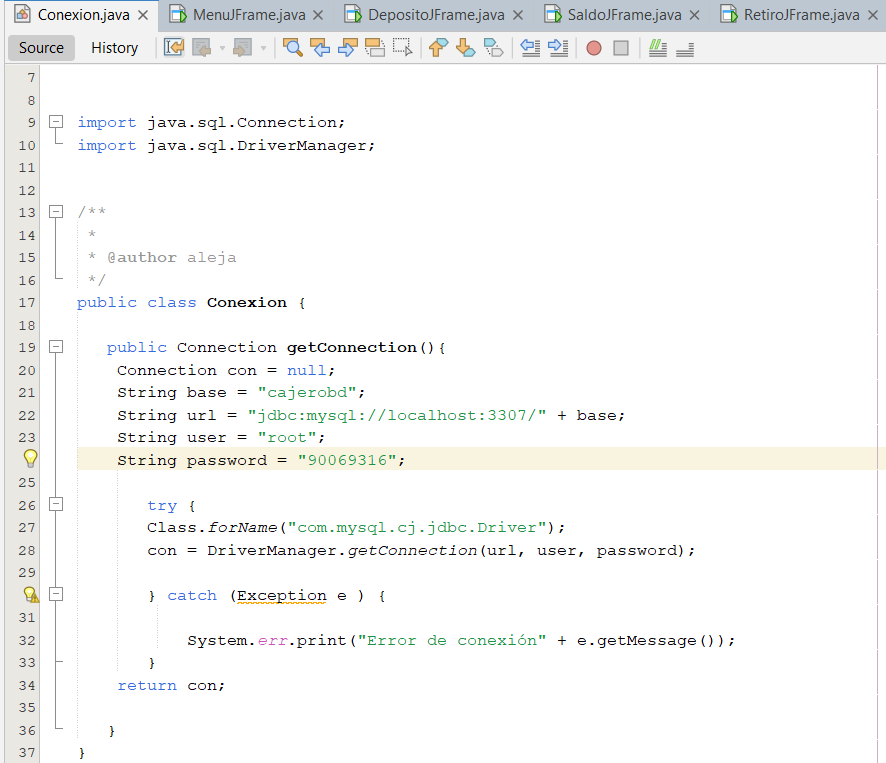 Conexion.java MenuJFrame.java DepositoJFrame.java SaldoJFrame.java RetiroJFrame.java
Source History
7
8
9 import java.sql.Connection;
10 import java.sql.DriverManager;
11
12
13 /**
14 *
15 * @author aleja
16 */
17 public class Conexion {
18
19 public Connection getConnection(){
20 Connection con = null;
21 String base = "cajerobd";
22 String url = "jdbc:mysql://localhost:3307/" + base;
23 String user = "root";
String password = "90069316";
25
26 try {
27 Class.forName("com.mysql.cj.jdbc.Driver");
28 con = DriverManager.getConnection(url, user, password);
29
} catch (Exception e ) {
31
32 System.err.print("Error de conexión" + e.getMessage());
33 }
34 return con;
35
36 }
37 }